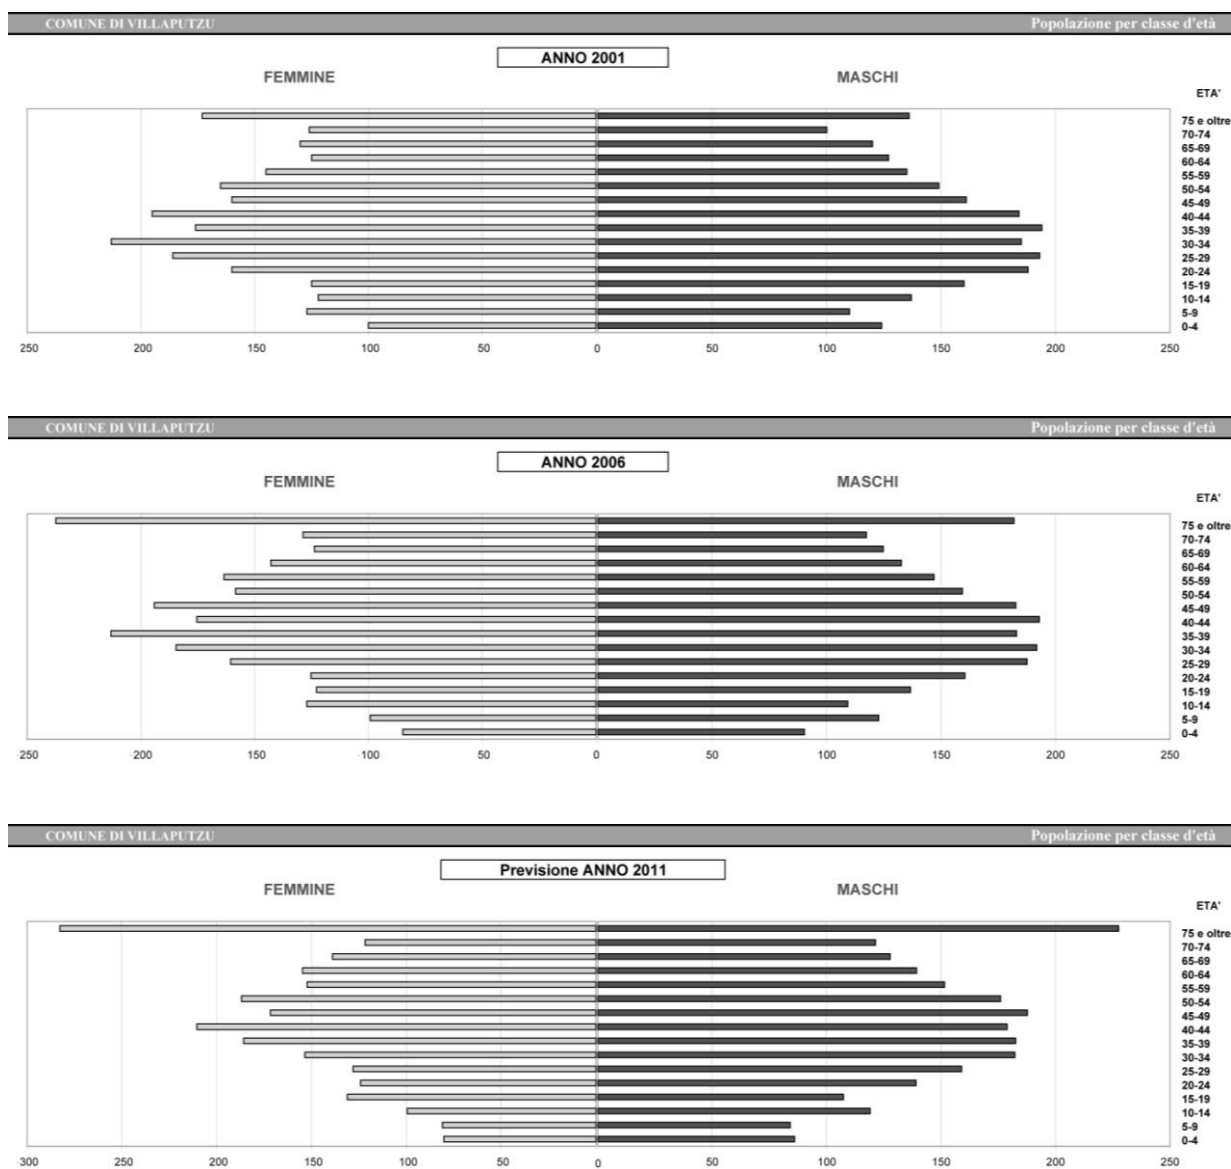 COMUNE DI VILLAPUTZU Popolazione per classe d'età
ANNO 2001
FEMMINE MASCHI
ETA'
75 e oltre
70-74
65-69
60-64
55-59
50-54
45-49
40-44
35-39
30-34
25-29
20-24
15-19
10-14
5-9
0-4
250 200 150 100 50 0 50 100 150 200 250
COMUNE DI VILLAPUTZU Popolazione per classe d'età
ANNO 2006
FEMMINE MASCHI
ETA'
75 e oltre
70-74
65-69
60-64
55-59
50-54
45-49
40-44
35-39
30-34
25-29
20-24
15-19
10-14
5-9
0-4
-250 -200 150 -100 50 0 50 100 150 200 250
COMUNE DI VILLAPUTZU Popolazione per classe d'età
Previsione ANNO 2011
FEMMINE MASCHI
ETA'
75 e oltre
70-74
65-69
60-64
55-59
50-54
45-49
40-44
35-39
30-34
25-29
20-24
15-19
10-14
5-9
0-4
-300 250 200 150 100 50 0 50 100 150 200 250